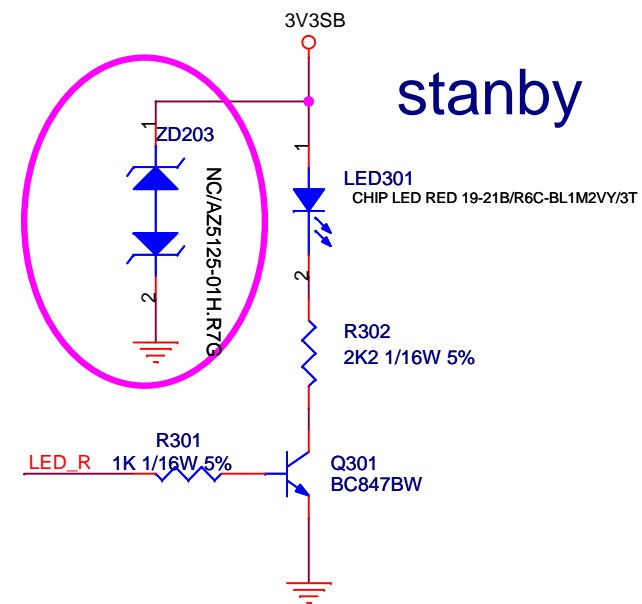 3V3SB
stanby
1
ZD203
NC/AZ5125-01H.R7G
2
1
LED301
CHIP LED RED 19-21B/R6C-BL1M2VY/3T
2
R302
2K2 1/16W 5%
R301
1K 1/16W 5%
LED_R
Q301
BC847BW